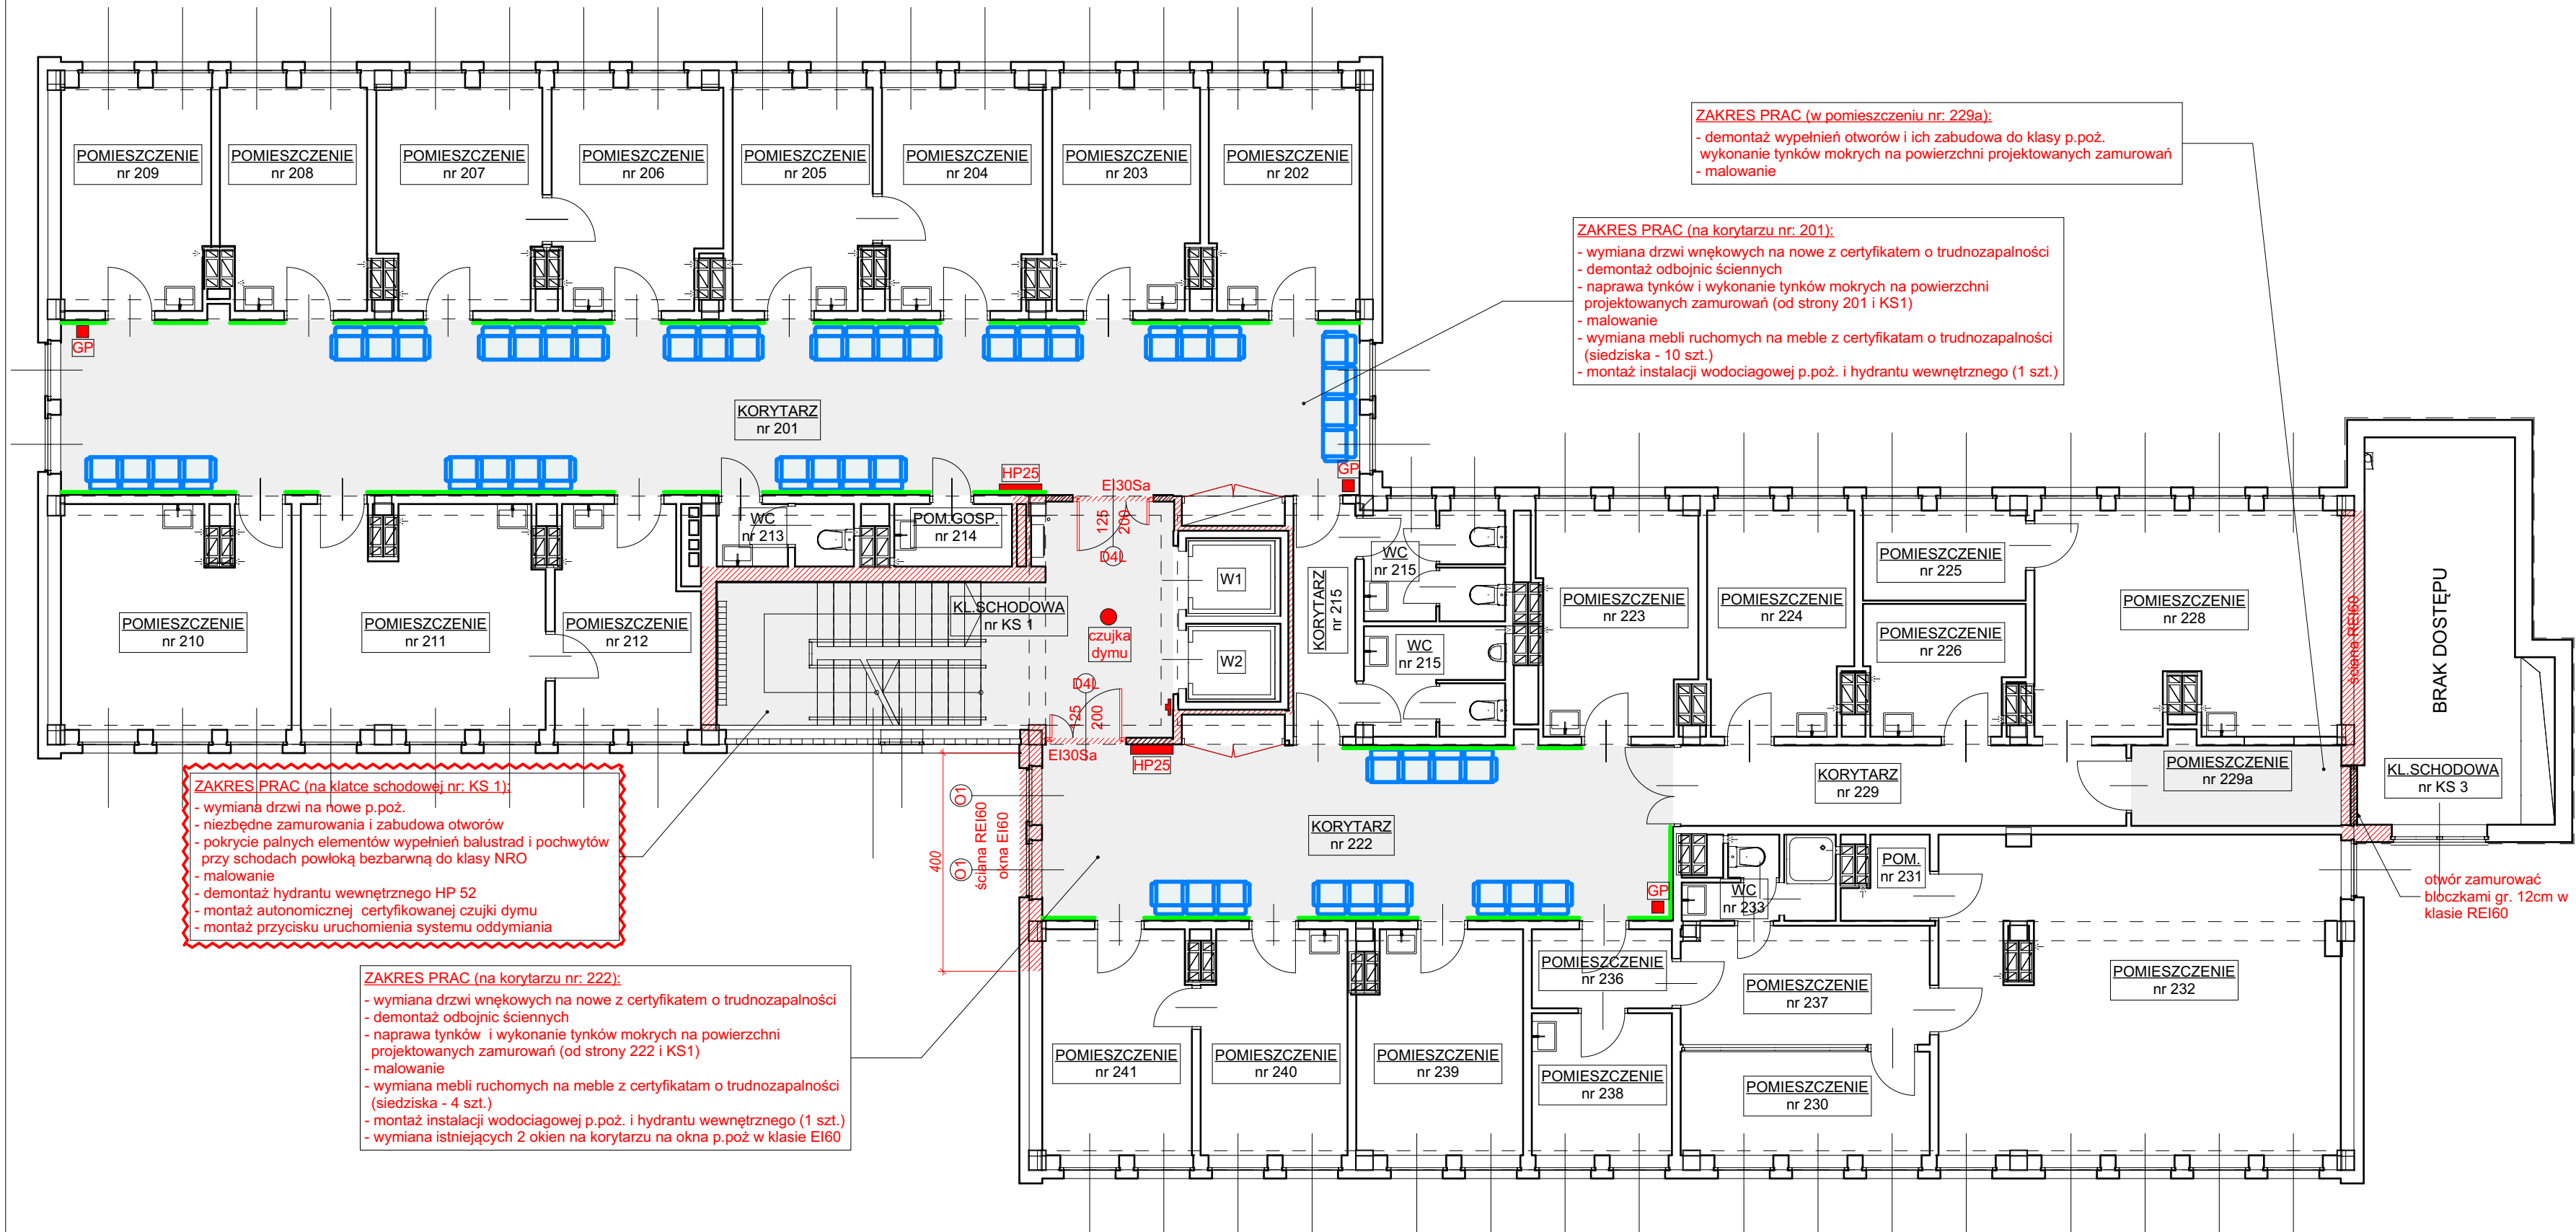 POMIESZCZENIE
nr 209
POMIESZCZENIE
nr 208
POMIESZCZENIE
nr 207
POMIESZCZENIE
nr 206
POMIESZCZENIE
nr 205
POMIESZCZENIE
nr 204
POMIESZCZENIE
nr 203
POMIESZCZENIE
nr 202
ZAKRES PRAC (w pomieszczeniu nr: 229a):
- demontaż wypełnień otworów i ich zabudowa do klasy p.poż.
wykonanie tynków mokrych na powierzchni projektowanych zamurowań
- malowanie
ZAKRES PRAC (na korytarzu nr: 201):
- wymiana drzwi wnękowych na nowe z certyfikatem o trudnozapalności
- demontaż odbojnic ściennych
- naprawa tynków i wykonanie tynków mokrych na powierzchni
projektowanych zamurowań (od strony 201 i KS1)
- malowanie
- wymiana mebli ruchomych na meble z certyfikatam o trudnozapalności
(siedziska - 10 szt.)
- montaż instalacji wodociagowej p.poż. i hydrantu wewnętrznego (1 szt.)
GP
KORYTARZ
nr 201
HP25
GP
EI30Sa
125
200
D4L
WC
nr 213
POM.GOSP.
nr 214
POMIESZCZENIE
nr 210
POMIESZCZENIE
nr 211
POMIESZCZENIE
nr 212
KL.SCHODOWA
nr KS 1
czujka
dymu
W1
W2
D4L
125
200
EI30Sa
HP25
KORYTARZ
nr 215
WC
nr 215
WC
nr 215
POMIESZCZENIE
nr 223
POMIESZCZENIE
nr 224
POMIESZCZENIE
nr 225
POMIESZCZENIE
nr 226
POMIESZCZENIE
nr 228
ściana REI60
BRAK DOSTĘPU
KL.SCHODOWA
nr KS 3
POMIESZCZENIE
nr 229a
KORYTARZ
nr 229
KORYTARZ
nr 222
ZAKRES PRAC (na klatce schodowej nr: KS 1):
- wymiana drzwi na nowe p.poż.
- niezbędne zamurowania i zabudowa otworów
- pokrycie palnych elementów wypełnień balustrad i pochwytów
przy schodach powłoką bezbarwną do klasy NRO
- malowanie
- demontaż hydrantu wewnętrznego HP 52
- montaż autonomicznej certyfikowanej czujki dymu
- montaż przycisku uruchomienia systemu oddymiania
400
O1
O1
ściana REI60
okna EI60
GP
WC
nr 233
POM.
nr 231
otwór zamurować
bloczkami gr. 12cm w
klasie REI60
ZAKRES PRAC (na korytarzu nr: 222):
- wymiana drzwi wnękowych na nowe z certyfikatem o trudnozapalności
- demontaż odbojnic ściennych
- naprawa tynków i wykonanie tynków mokrych na powierzchni
projektowanych zamurowań (od strony 222 i KS1)
- malowanie
- wymiana mebli ruchomych na meble z certyfikatam o trudnozapalności
(siedziska - 4 szt.)
- montaż instalacji wodociagowej p.poż. i hydrantu wewnętrznego (1 szt.)
- wymiana istniejących 2 okien na korytarzu na okna p.poż w klasie EI60
POMIESZCZENIE
nr 241
POMIESZCZENIE
nr 240
POMIESZCZENIE
nr 239
POMIESZCZENIE
nr 236
POMIESZCZENIE
nr 238
POMIESZCZENIE
nr 237
POMIESZCZENIE
nr 230
POMIESZCZENIE
nr 232